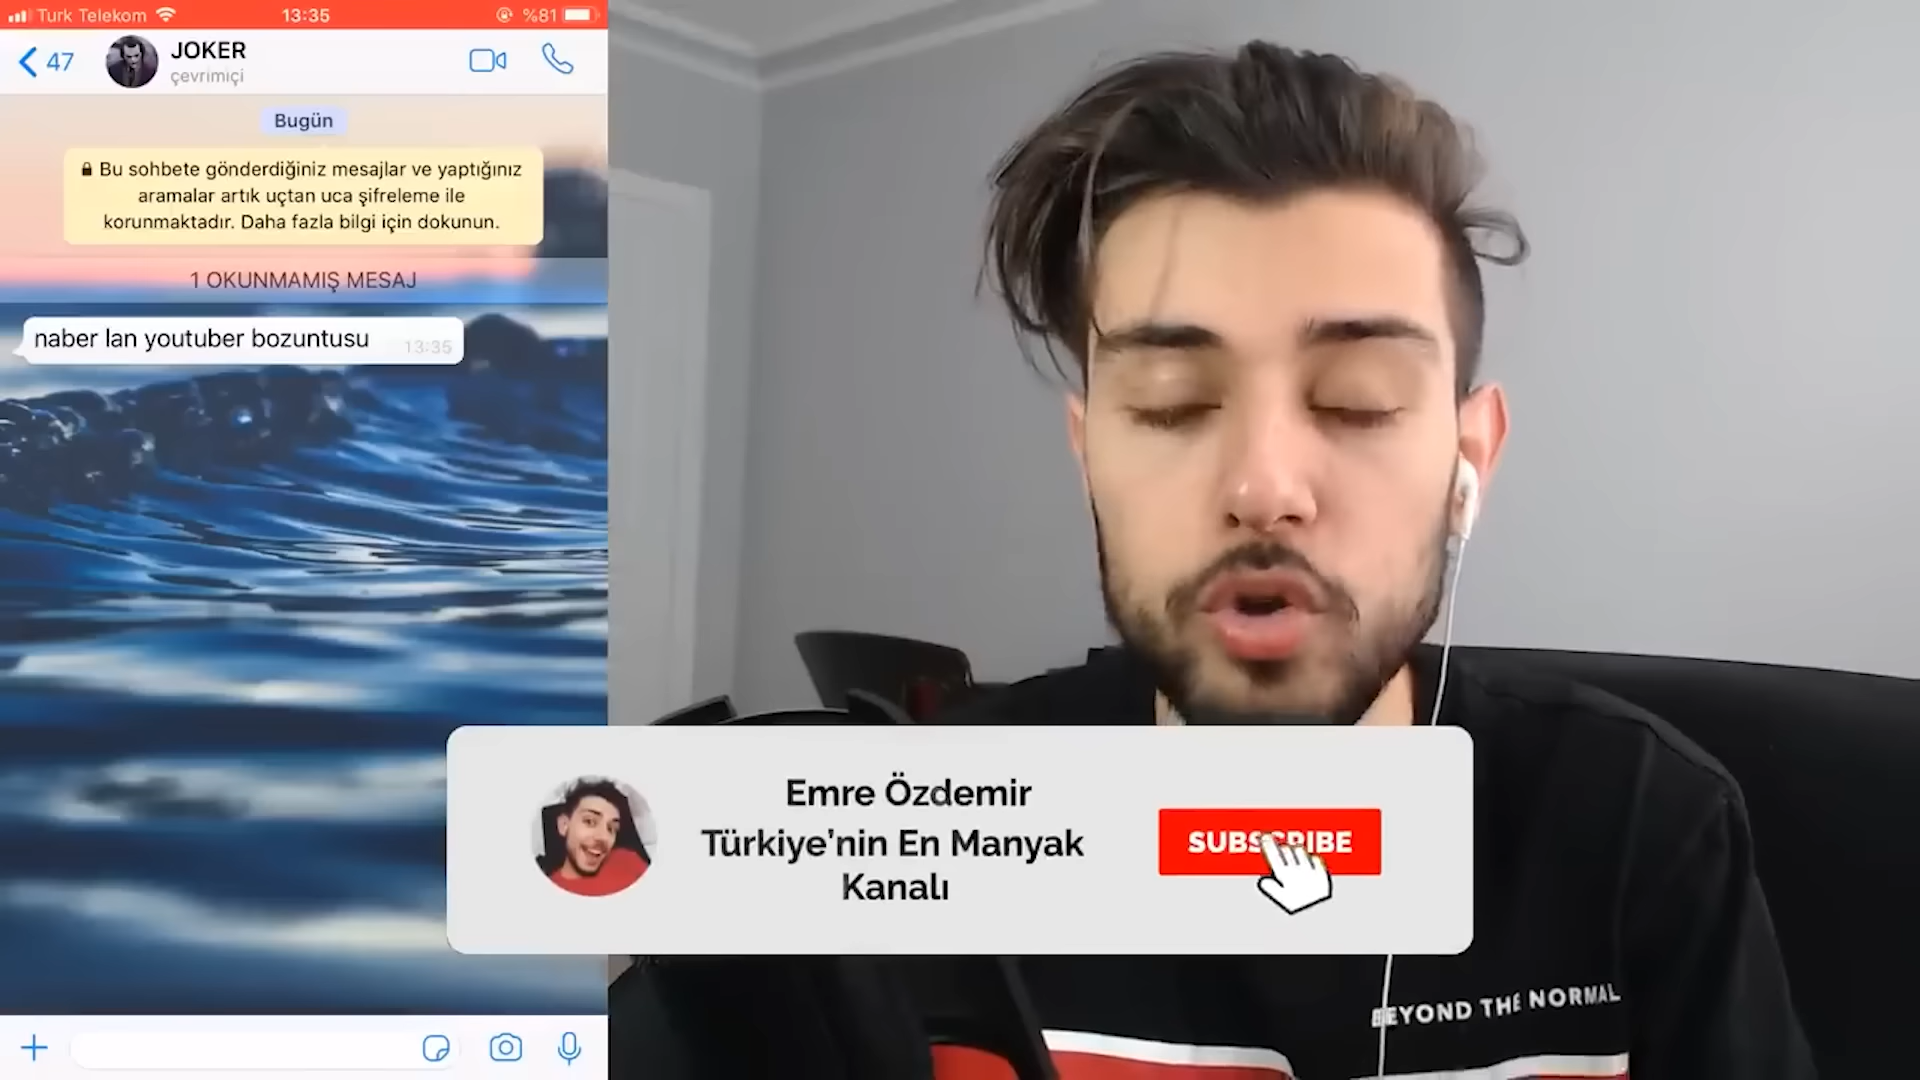 Turk Telekom 13:35 %81
47 JOKER
çevrimiçi
Bugün
Bu sohbete gönderdiğiniz mesajlar ve yaptığınız
aramalar artık uçtan uca şifreleme ile
korunmaktadır. Daha fazla bilgi için dokunun.
1 OKUNMAMIŞ MESAJ
naber lan youtuber bozuntusu 13:35
Emre Özdemir
Türkiye'nin En Manyak
Kanalı
SUBSCRIBE
BEYOND THE NORMAL